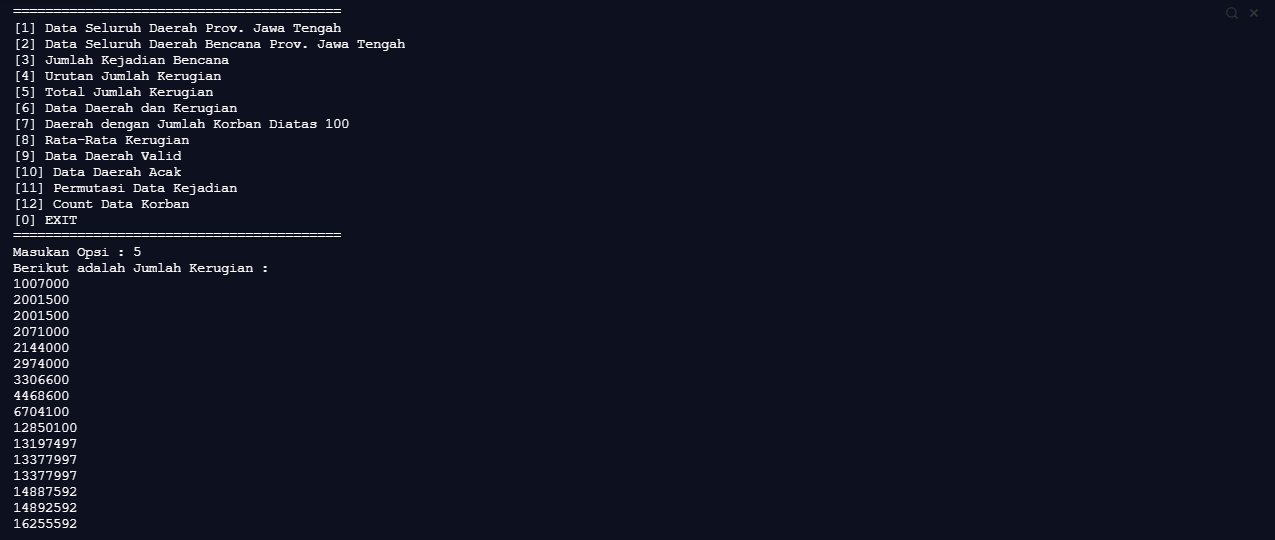 =========================================
[1] Data Seluruh Daerah Prov. Jawa Tengah
[2] Data Seluruh Daerah Bencana Prov. Jawa Tengah
[3] Jumlah Kejadian Bencana
[4] Urutan Jumlah Kerugian
[5] Total Jumlah Kerugian
[6] Data Daerah dan Kerugian
[7] Daerah dengan Jumlah Korban Diatas 100
[8] Rata-Rata Kerugian
[9] Data Daerah Valid
[10] Data Daerah Acak
[11] Permutasi Data Kejadian
[12] Count Data Korban
[0] EXIT
=========================================
Masukan Opsi : 5
Berikut adalah Jumlah Kerugian :
1007000
2001500
2001500
2071000
2144000
2974000
3306600
4468600
6704100
12850100
13197497
13377997
13377997
14887592
14892592
16255592